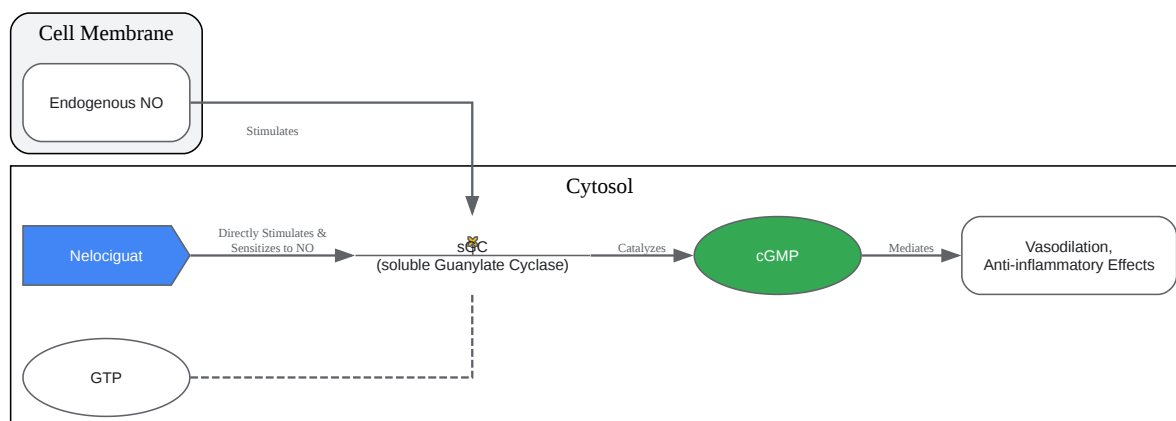 Cell Membrane
Endogenous NO
Stimulates
Cytosol
Nelociguat
Directly Stimulates &
Sensitizes to NO
sGC
(soluble Guanylate Cyclase)
Catalyzes
cGMP
Mediates
Vasodilation,
Anti-inflammatory Effects
GTP